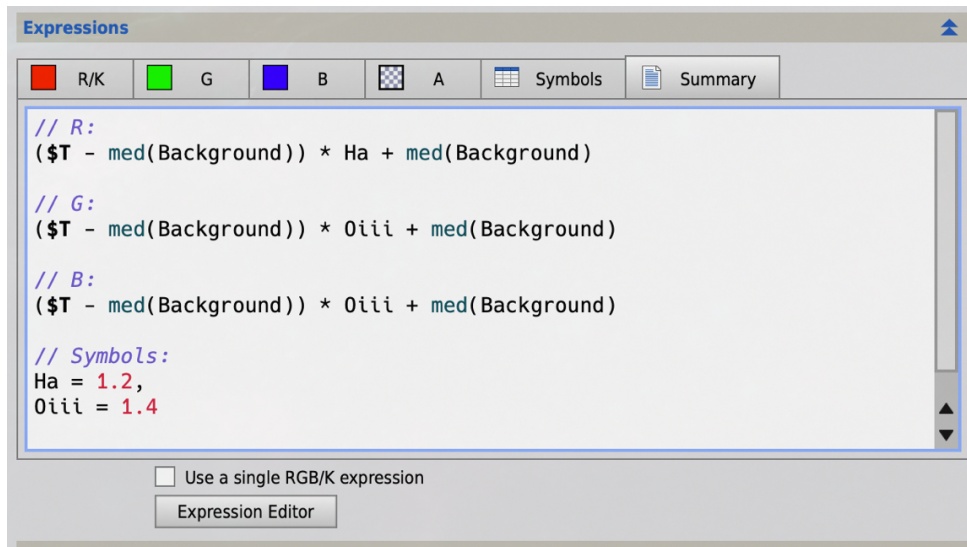 Expressions
R/K G B A Symbols Summary
// R:
($T - med(Background)) * Ha + med(Background)
// G:
($T - med(Background)) * Oiii + med(Background)
// B:
($T - med(Background)) * Oiii + med(Background)
// Symbols:
Ha = 1.2,
Oiii = 1.4
Use a single RGB/K expression
Expression Editor